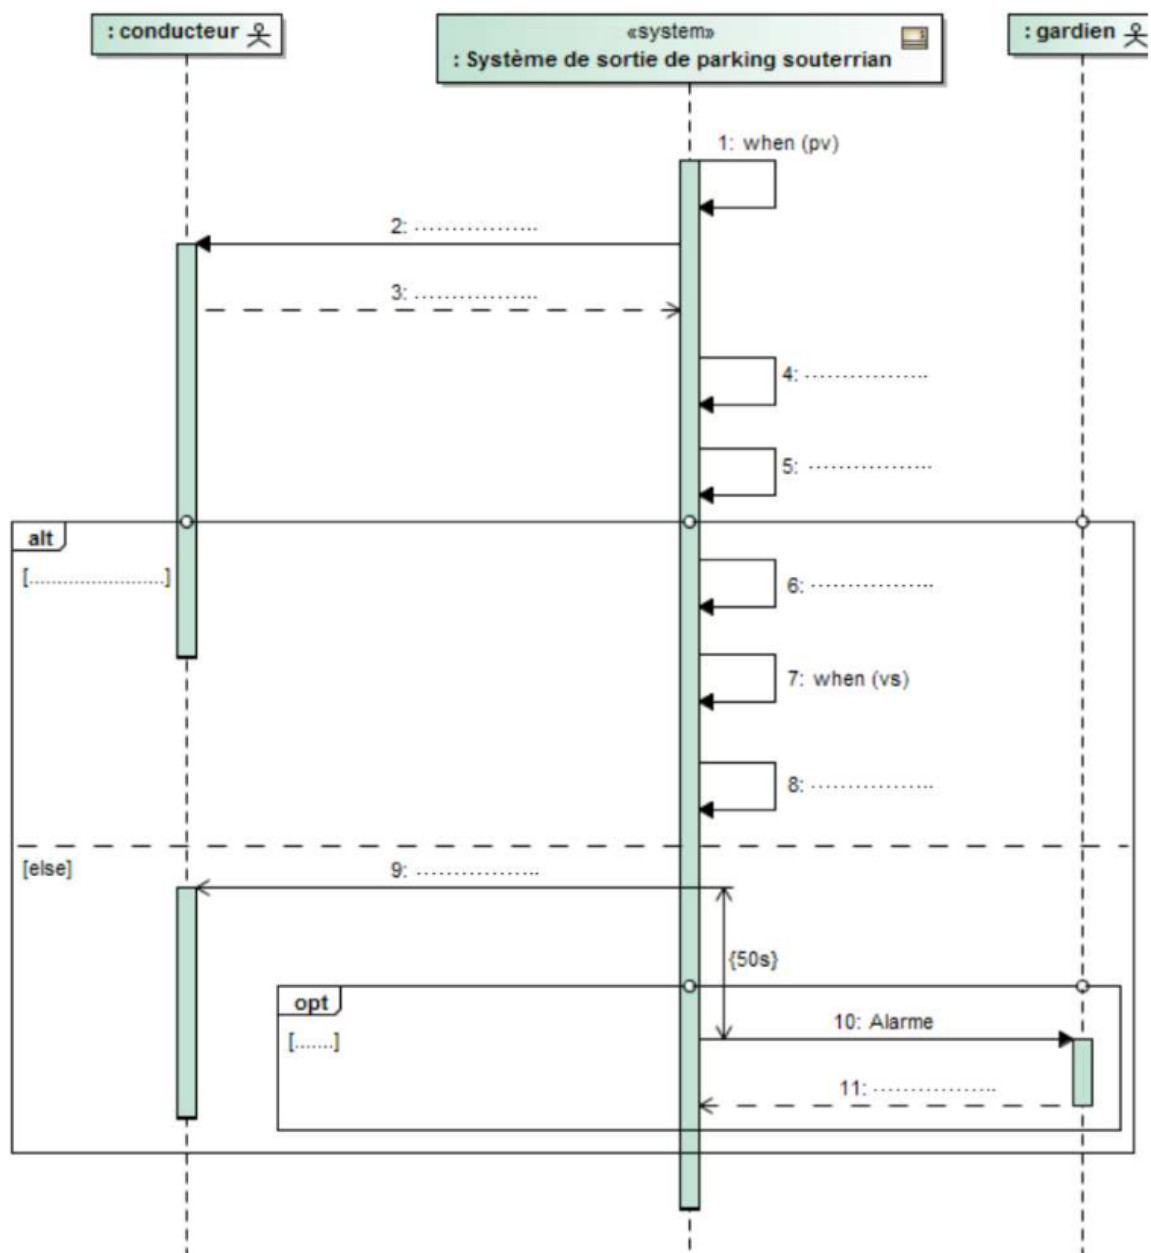 : conducteur
«system»
: Système de sortie de parking souterrian
: gardien
1: when (pv)
2: ................
3: ................
4: ................
5: ................
alt
[........................]
6: ................
7: when (vs)
8: ................
[else]
9: ................
{50s}
opt
[.......]
10: Alarme
11: ................